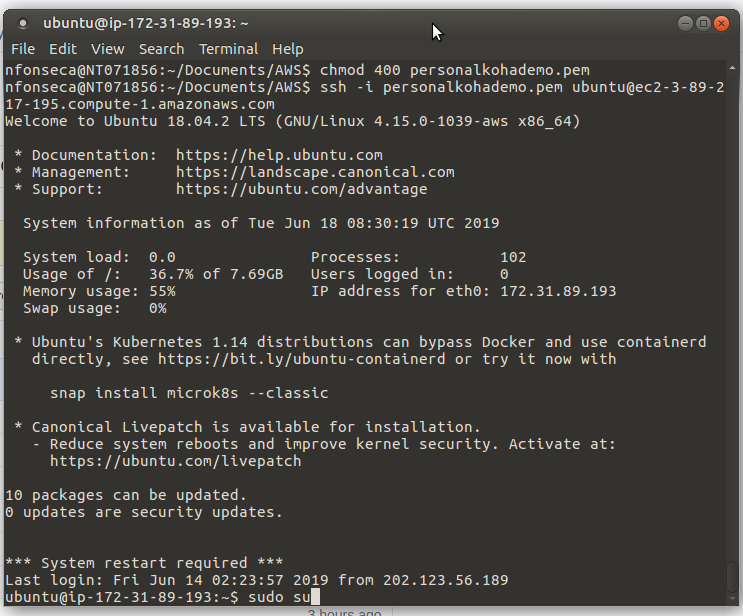 ubuntu@ip-172-31-89-193: ~
File Edit View Search Terminal Help
nfonseca@NT071856:~/Documents/AWS$ chmod 400 personalkohademo.pem
nfonseca@NT071856:~/Documents/AWS$ ssh -i personalkohademo.pem ubuntu@ec2-3-89-2
17-195.compute-1.amazonaws.com
Welcome to Ubuntu 18.04.2 LTS (GNU/Linux 4.15.0-1039-aws x86_64)
* Documentation: https://help.ubuntu.com
* Management: https://landscape.canonical.com
* Support: https://ubuntu.com/advantage
System information as of Tue Jun 18 08:30:19 UTC 2019
System load: 0.0 Processes: 102
Usage of /: 36.7% of 7.69GB Users logged in: 0
Memory usage: 55% IP address for eth0: 172.31.89.193
Swap usage: 0%
* Ubuntu's Kubernetes 1.14 distributions can bypass Docker and use containerd
directly, see https://bit.ly/ubuntu-containerd or try it now with
snap install microk8s --classic
* Canonical Livepatch is available for installation.
- Reduce system reboots and improve kernel security. Activate at:
https://ubuntu.com/livepatch
10 packages can be updated.
0 updates are security updates.
*** System restart required ***
Last login: Fri Jun 14 02:23:57 2019 from 202.123.56.189
ubuntu@ip-172-31-89-193:~$ sudo su
3 hours ago